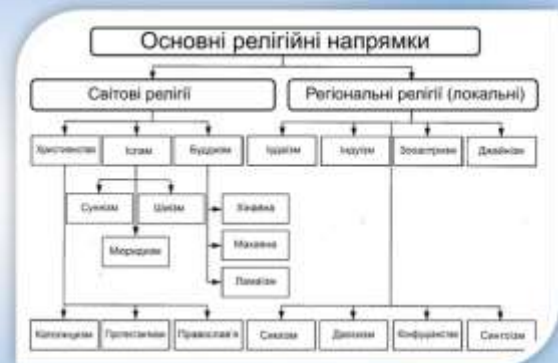 Основні релігійні напрямки
Світові релігії
Регіональні релігії (локальні)
Християнство
Іслам
Буддизм
Іудаїзм
Індуїзм
Зороастризм
Джайнізм
Сунізм
Шиїзм
Хінаяна
Мюридизм
Махаяна
Ламаїзм
Католицизм
Протестантизм
Православ'я
Сикхізм
Даосизм
Конфуціанство
Синтоїзм